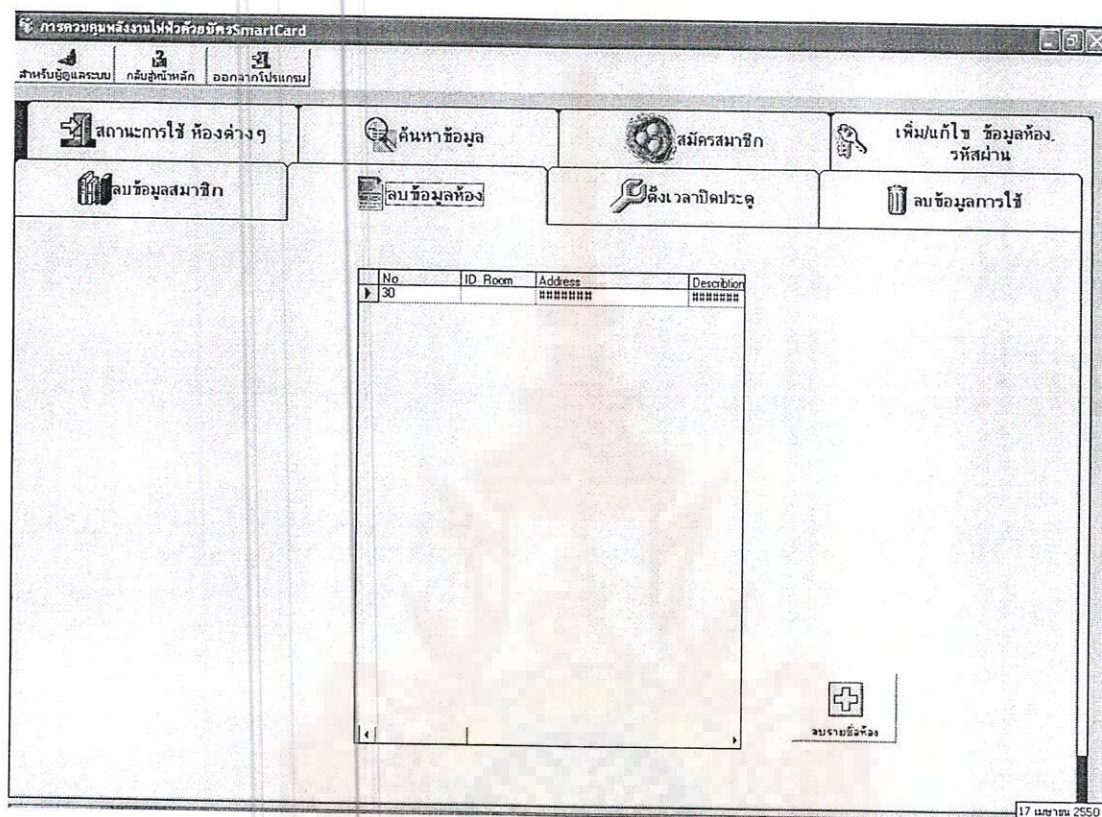 การควบคุมพลังงานไฟฟ้าด้วยบัตรSmartCard
สำหรับผู้ดูแลระบบ กลับสู่หน้าหลัก ออกจากโปรแกรม
สถานะการใช้ ห้องต่างๆ
ค้นหาข้อมูล
สมัครสมาชิก
เพิ่ม/แก้ไข ข้อมูลห้อง.
รหัสผ่าน
ลบข้อมูลสมาชิก
ลบข้อมูลห้อง
ตั้งเวลาปิดประตู
ลบข้อมูลการใช้
No ID_Room Address Describtion
30 ####### #######
ลบรายชื่อห้อง
17 เมษายน 2550